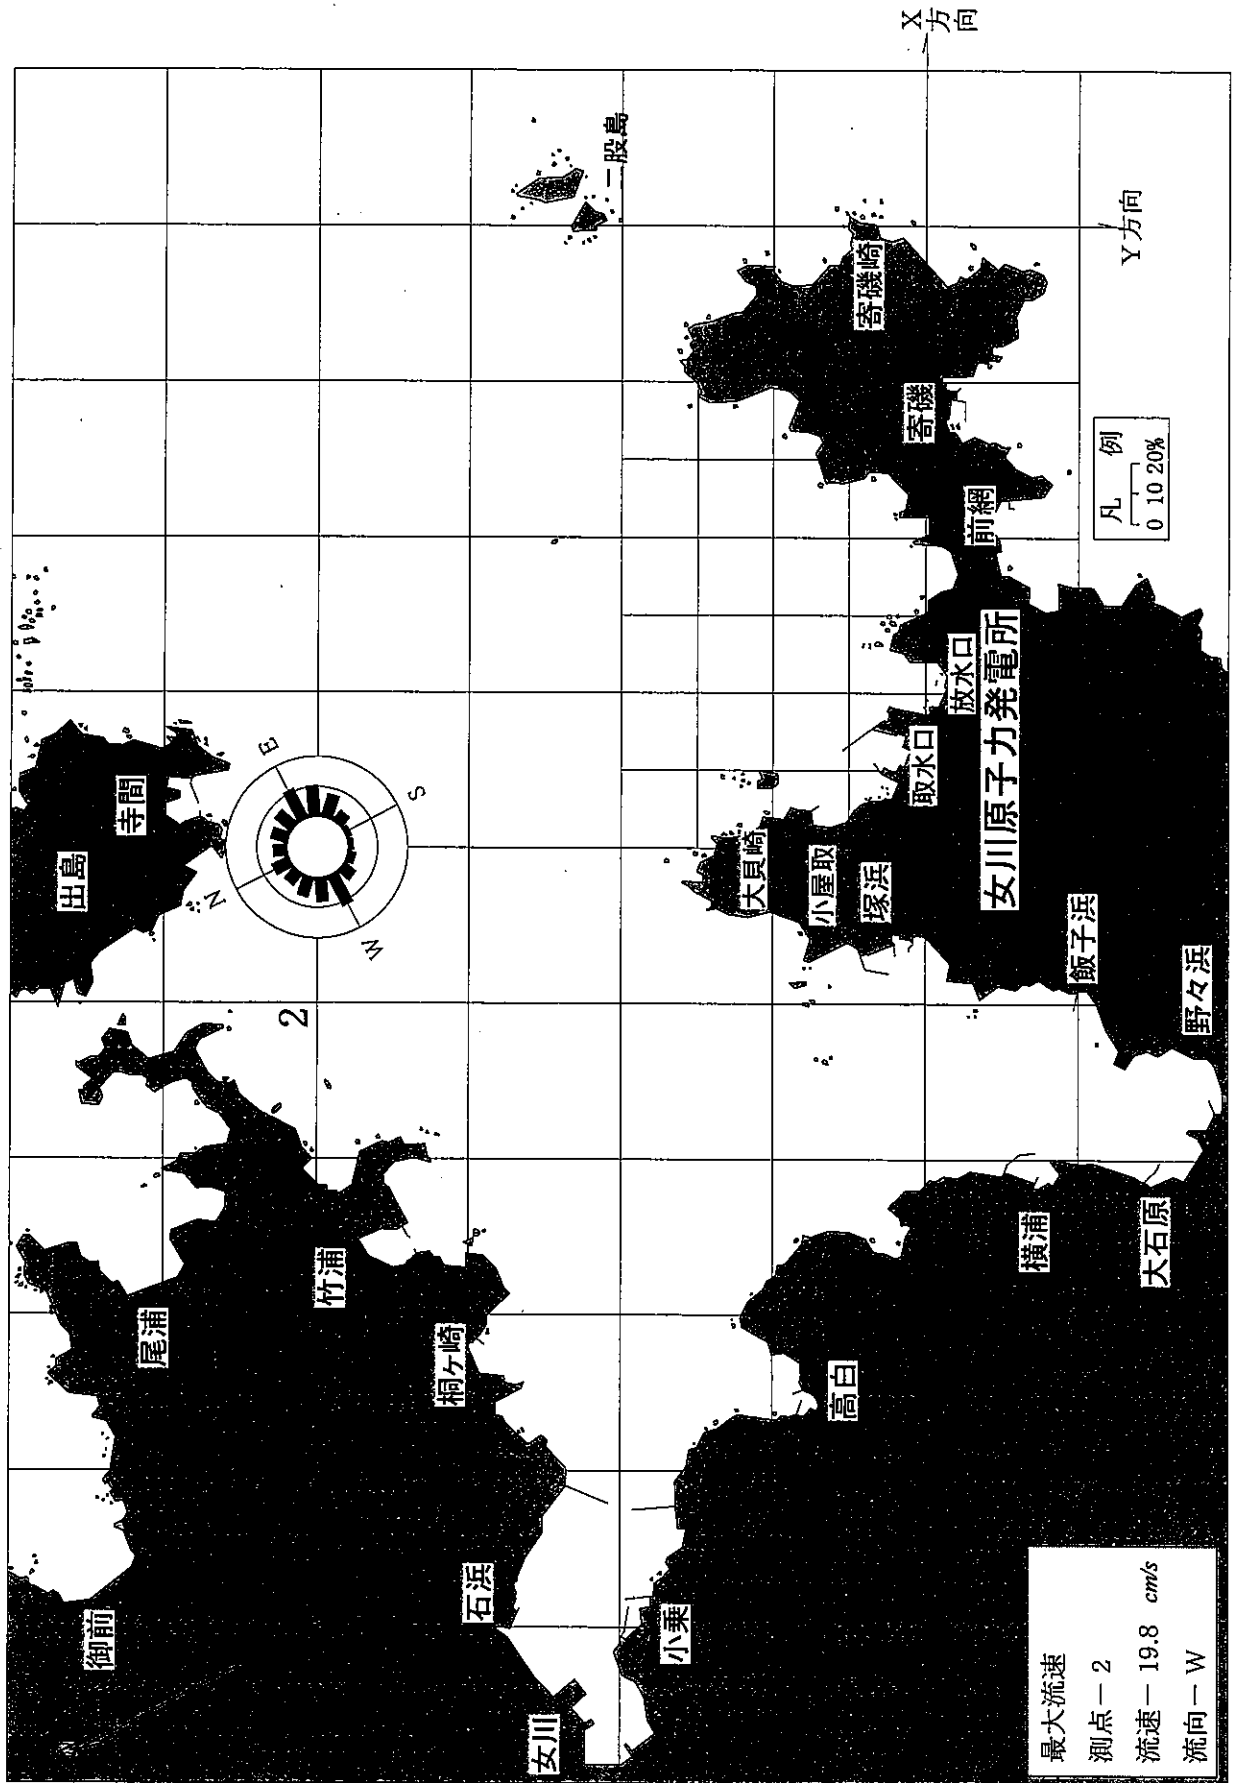 X方向
Y方向
二股島
寄磯崎
寄磯
前網
凡例
0 10 20%
放水口
女川原子力発電所
取水口
大貝崎
小屋取
塚浜
飯子浜
野々浜
寺間
出島
E
S
N
W
2
尾浦
竹浦
桐ヶ崎
御前
石浜
女川
小乗
高白
横浦
大石原
最大流速
測点－2
流速－19.8 cm/s
流向－W